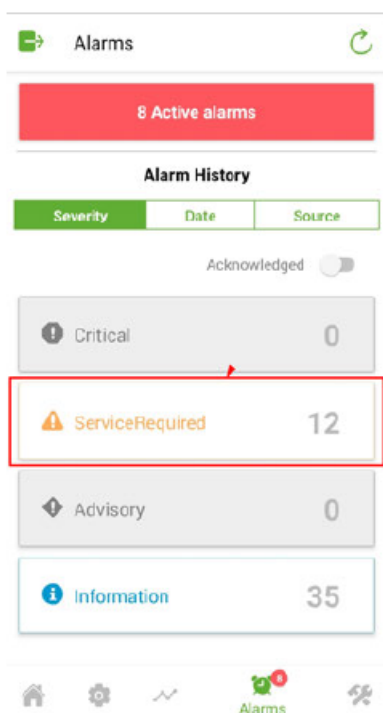 Alarms
8 Active alarms
Alarm History
Severity Date Source
Acknowledged
Critical 0
ServiceRequired 12
Advisory 0
Information 35
8
Alarms